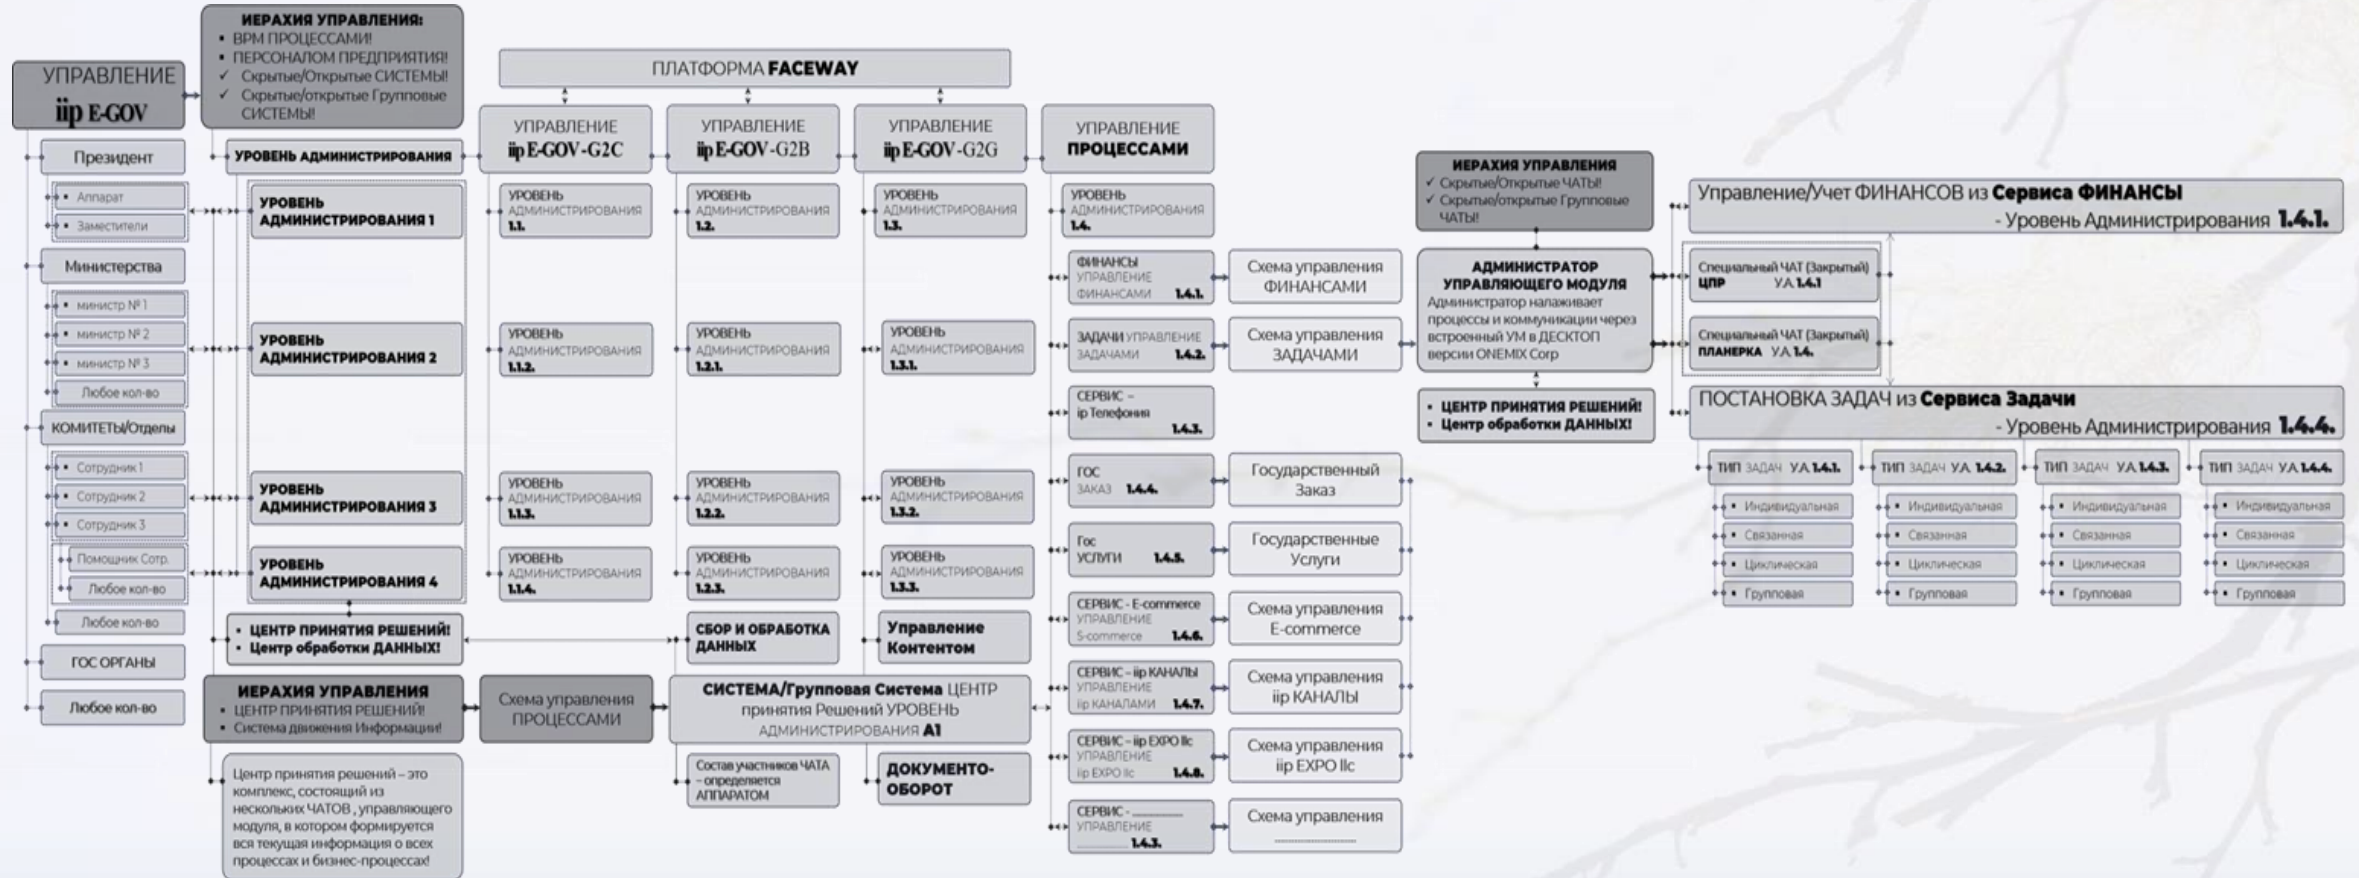 УПРАВЛЕНИЕ
iip E-GOV
Президент
Аппарат
Заместители
Министерства
министр № 1
министр № 2
министр № 3
Любое кол-во
КОМИТЕТЫ/Отделы
Сотрудник 1
Сотрудник 2
Сотрудник 3
Помощник Сотр.
Любое кол-во
Любое кол-во
ГОС ОРГАНЫ
Любое кол-во
ИЕРАХИЯ УПРАВЛЕНИЯ:
▪ BPM ПРОЦЕССАМИ!
▪ ПЕРСОНАЛОМ ПРЕДПРИЯТИЯ!
✓ Скрытые/Открытые СИСТЕМЫ!
✓ Скрытые/открытые Групповые
СИСТЕМЫ!
УРОВЕНЬ АДМИНИСТРИРОВАНИЯ
УРОВЕНЬ
АДМИНИСТРИРОВАНИЯ 1
УРОВЕНЬ
АДМИНИСТРИРОВАНИЯ 2
УРОВЕНЬ
АДМИНИСТРИРОВАНИЯ 3
УРОВЕНЬ
АДМИНИСТРИРОВАНИЯ 4
▪ ЦЕНТР ПРИНЯТИЯ РЕШЕНИЙ!
▪ Центр обработки ДАННЫХ!
ИЕРАХИЯ УПРАВЛЕНИЯ
▪ ЦЕНТР ПРИНЯТИЯ РЕШЕНИЙ!
▪ Система движения Информации!
Центр принятия решений – это
комплекс, состоящий из
нескольких ЧАТОВ , управляющего
модуля, в котором формируется
вся текущая информация о всех
процессах и бизнес-процессах!
ПЛАТФОРМА FACEWAY
УПРАВЛЕНИЕ
iip E-GOV-G2C
УРОВЕНЬ
АДМИНИСТРИРОВАНИЯ
1.1.
УРОВЕНЬ
АДМИНИСТРИРОВАНИЯ
1.1.2.
УРОВЕНЬ
АДМИНИСТРИРОВАНИЯ
1.1.3.
УРОВЕНЬ
АДМИНИСТРИРОВАНИЯ
1.1.4.
Схема управления
ПРОЦЕССАМИ
УПРАВЛЕНИЕ
iip E-GOV-G2B
УРОВЕНЬ
АДМИНИСТРИРОВАНИЯ
1.2.
УРОВЕНЬ
АДМИНИСТРИРОВАНИЯ
1.2.1.
УРОВЕНЬ
АДМИНИСТРИРОВАНИЯ
1.2.2.
УРОВЕНЬ
АДМИНИСТРИРОВАНИЯ
1.2.3.
СБОР И ОБРАБОТКА
ДАННЫХ
УПРАВЛЕНИЕ
iip E-GOV-G2G
УРОВЕНЬ
АДМИНИСТРИРОВАНИЯ
1.3.
УРОВЕНЬ
АДМИНИСТРИРОВАНИЯ
1.3.1.
УРОВЕНЬ
АДМИНИСТРИРОВАНИЯ
1.3.2.
УРОВЕНЬ
АДМИНИСТРИРОВАНИЯ
1.3.3.
Управление
Контентом
СИСТЕМА/Групповая Система ЦЕНТР
принятия Решений УРОВЕНЬ
АДМИНИСТРИРОВАНИЯ А1
Состав участников ЧАТА
– определяется
АППАРАТОМ
ДОКУМЕНТО-
ОБОРОТ
УПРАВЛЕНИЕ
ПРОЦЕССАМИ
УРОВЕНЬ
АДМИНИСТРИРОВАНИЯ
1.4.
ФИНАНСЫ
УПРАВЛЕНИЕ
ФИНАНСАМИ 1.4.1.
Схема управления
ФИНАНСАМИ
ЗАДАЧИ УПРАВЛЕНИЕ
ЗАДАЧАМИ 1.4.2.
Схема управления
ЗАДАЧАМИ
СЕРВИС –
ip Телефония
1.4.3.
ГОС
ЗАКАЗ 1.4.4.
Государственный
Заказ
Гос
УСЛУГИ 1.4.5.
Государственные
Услуги
СЕРВИС - E-commerce
УПРАВЛЕНИЕ
S-commerce 1.4.6.
Схема управления
E-commerce
СЕРВИС – iip КАНАЛЫ
УПРАВЛЕНИЕ
iip КАНАЛАМИ 1.4.7.
Схема управления
iip КАНАЛЫ
СЕРВИС – iip EXPO llc
УПРАВЛЕНИЕ
iip EXPO llc 1.4.8.
Схема управления
iip EXPO llc
СЕРВИС - ________
УПРАВЛЕНИЕ
________ 1.4.3.
Схема управления
ИЕРАХИЯ УПРАВЛЕНИЯ
✓ Скрытые/Открытые ЧАТЫ!
✓ Скрытые/открытые Групповые
ЧАТЫ!
АДМИНИСТРАТОР
УПРАВЛЯЮЩЕГО МОДУЛЯ
Администратор налаживает
процессы и коммуникации через
встроенный УМ в ДЕСКТОП
версии ONEMIX Corp
▪ ЦЕНТР ПРИНЯТИЯ РЕШЕНИЙ!
▪ Центр обработки ДАННЫХ!
Управление/Учет ФИНАНСОВ из Сервиса ФИНАНСЫ
- Уровень Администрирования 1.4.1.
Специальный ЧАТ (Закрытый)
ЦПР У.А. 1.4.1
Специальный ЧАТ (Закрытый)
ПЛАНЕРКА У.А. 1.4.
ПОСТАНОВКА ЗАДАЧ из Сервиса Задачи
- Уровень Администрирования 1.4.4.
ТИП ЗАДАЧ У.А. 1.4.1.
▪ Индивидуальная
▪ Связанная
▪ Циклическая
▪ Групповая
ТИП ЗАДАЧ У.А. 1.4.2.
▪ Индивидуальная
▪ Связанная
▪ Циклическая
▪ Групповая
ТИП ЗАДАЧ У.А. 1.4.3.
▪ Индивидуальная
▪ Связанная
▪ Циклическая
▪ Групповая
ТИП ЗАДАЧ У.А. 1.4.4.
▪ Индивидуальная
▪ Связанная
▪ Циклическая
▪ Групповая